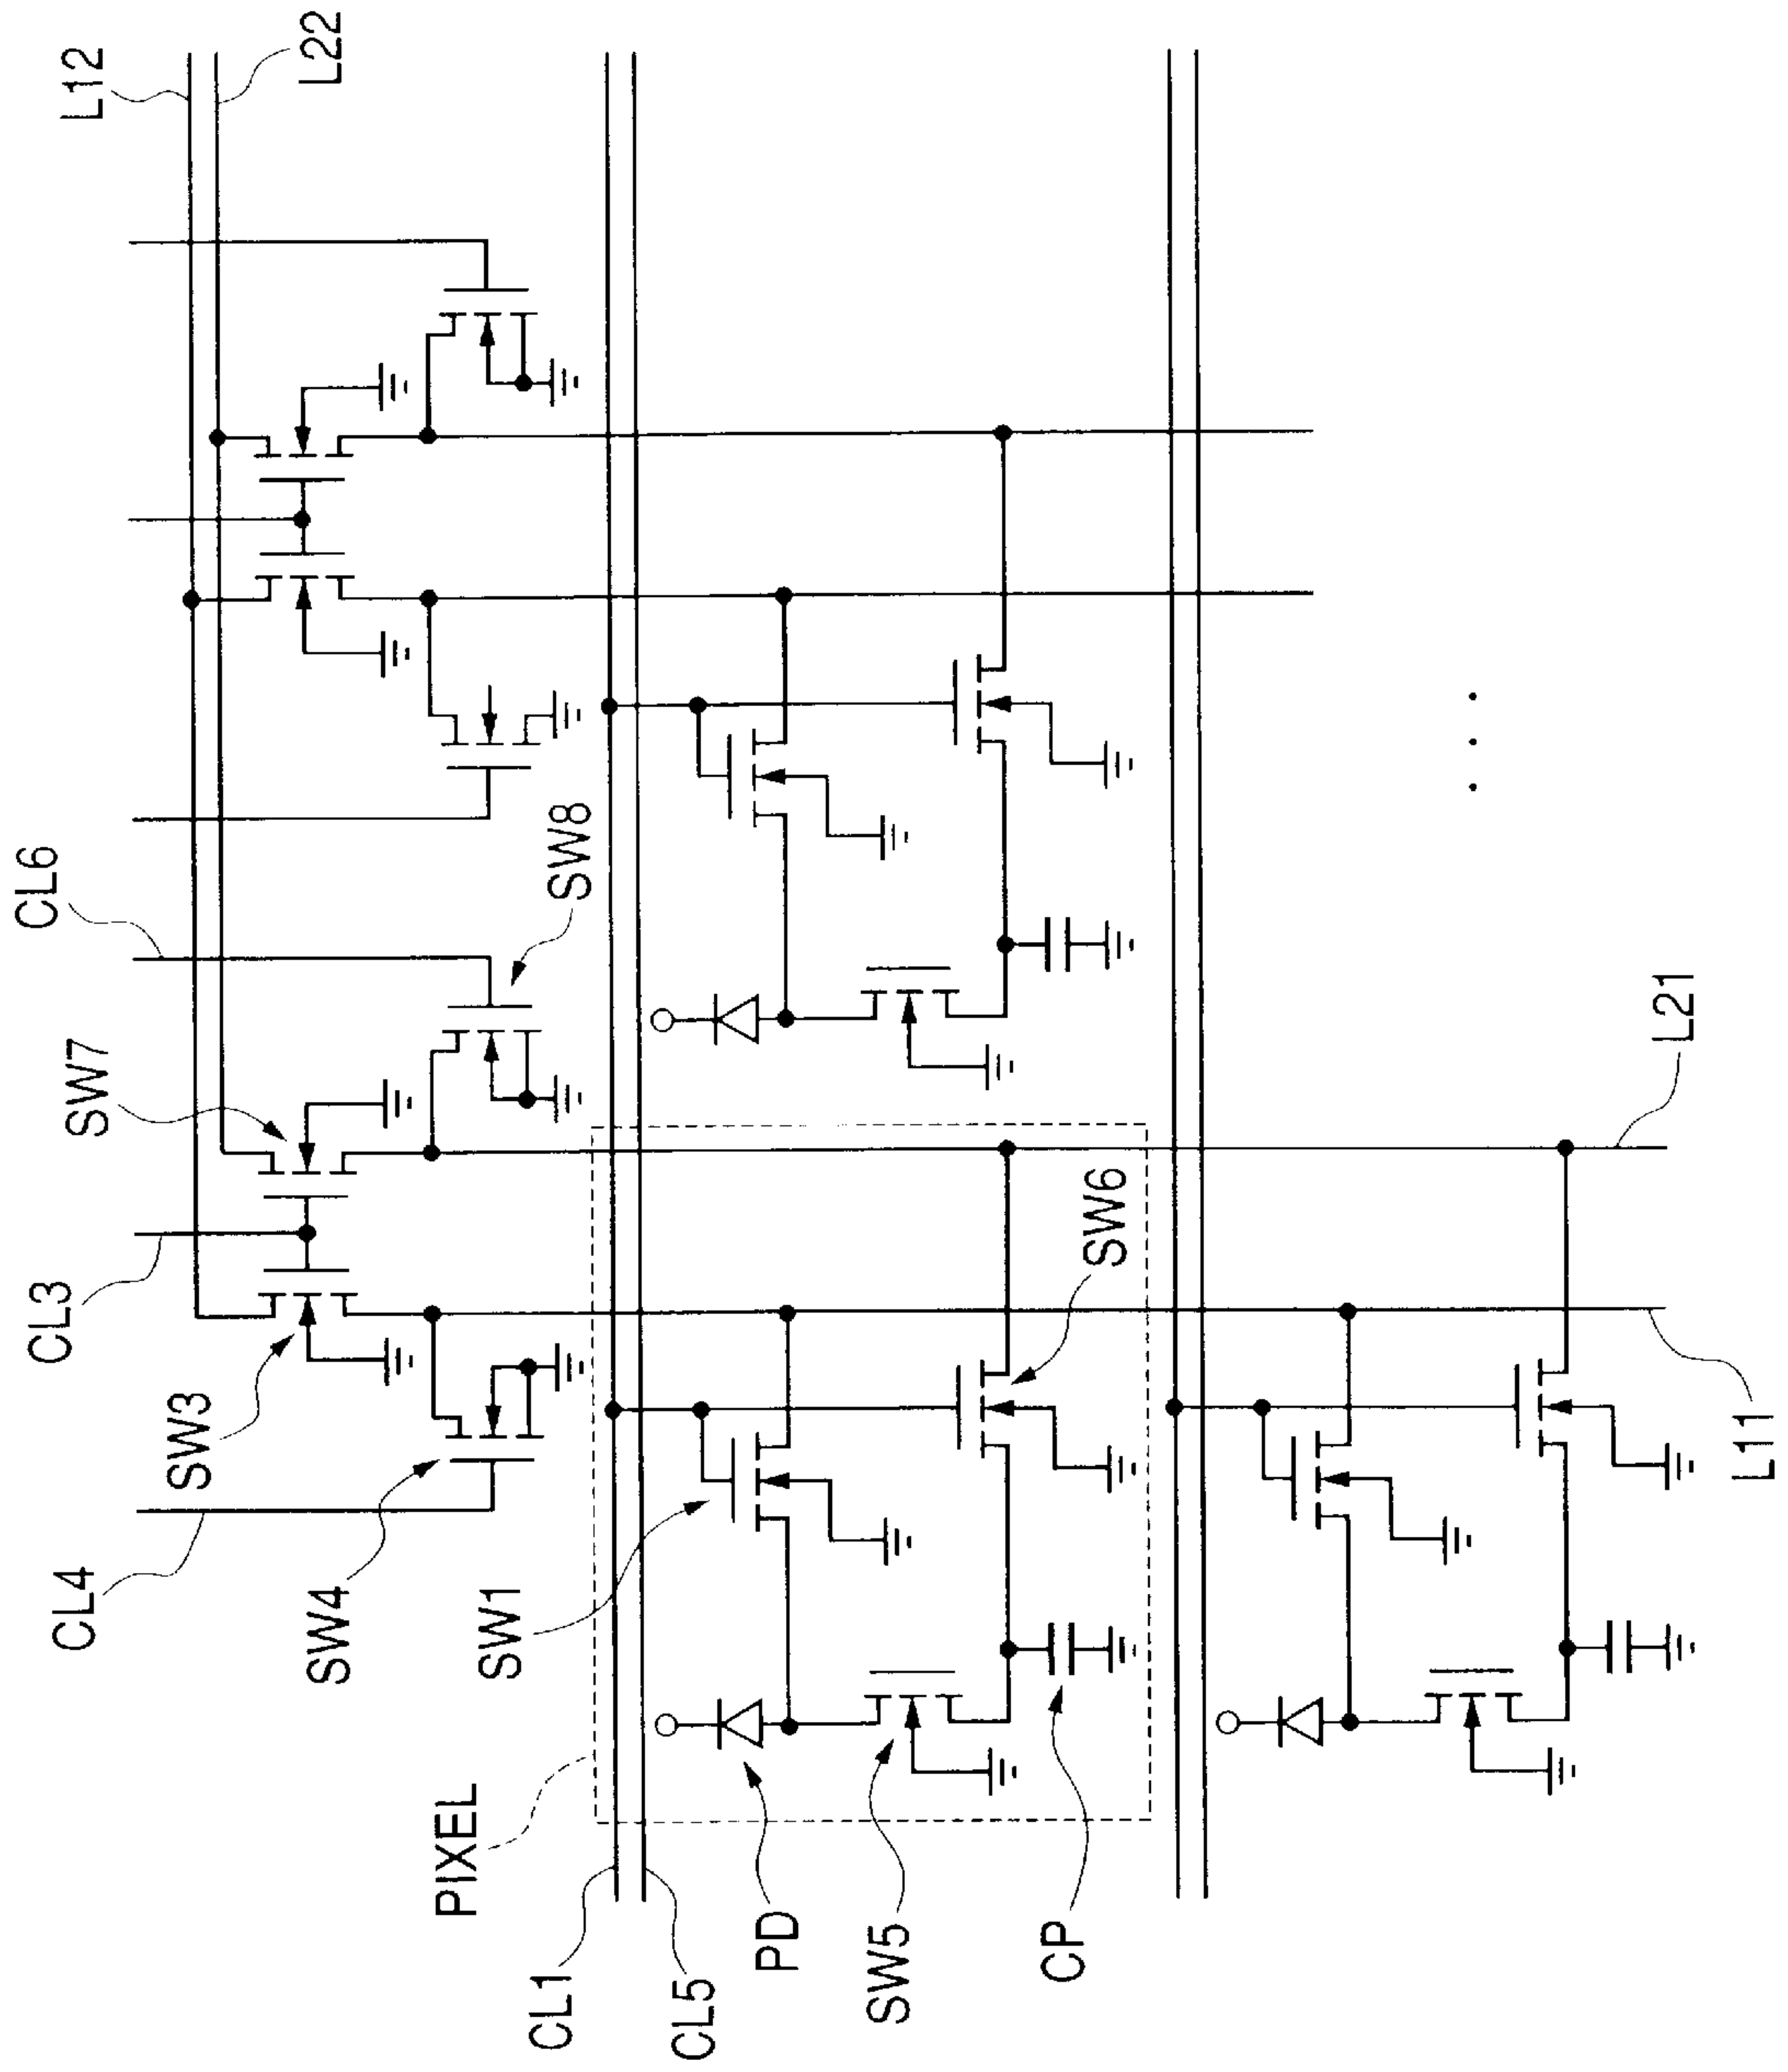 L12
L22
CL6
SW8
SW7
CL3
SW3
CL4
SW4
SW1
SW6
L21
L11
PIXEL
CL1
CL5
PD
SW5
CP